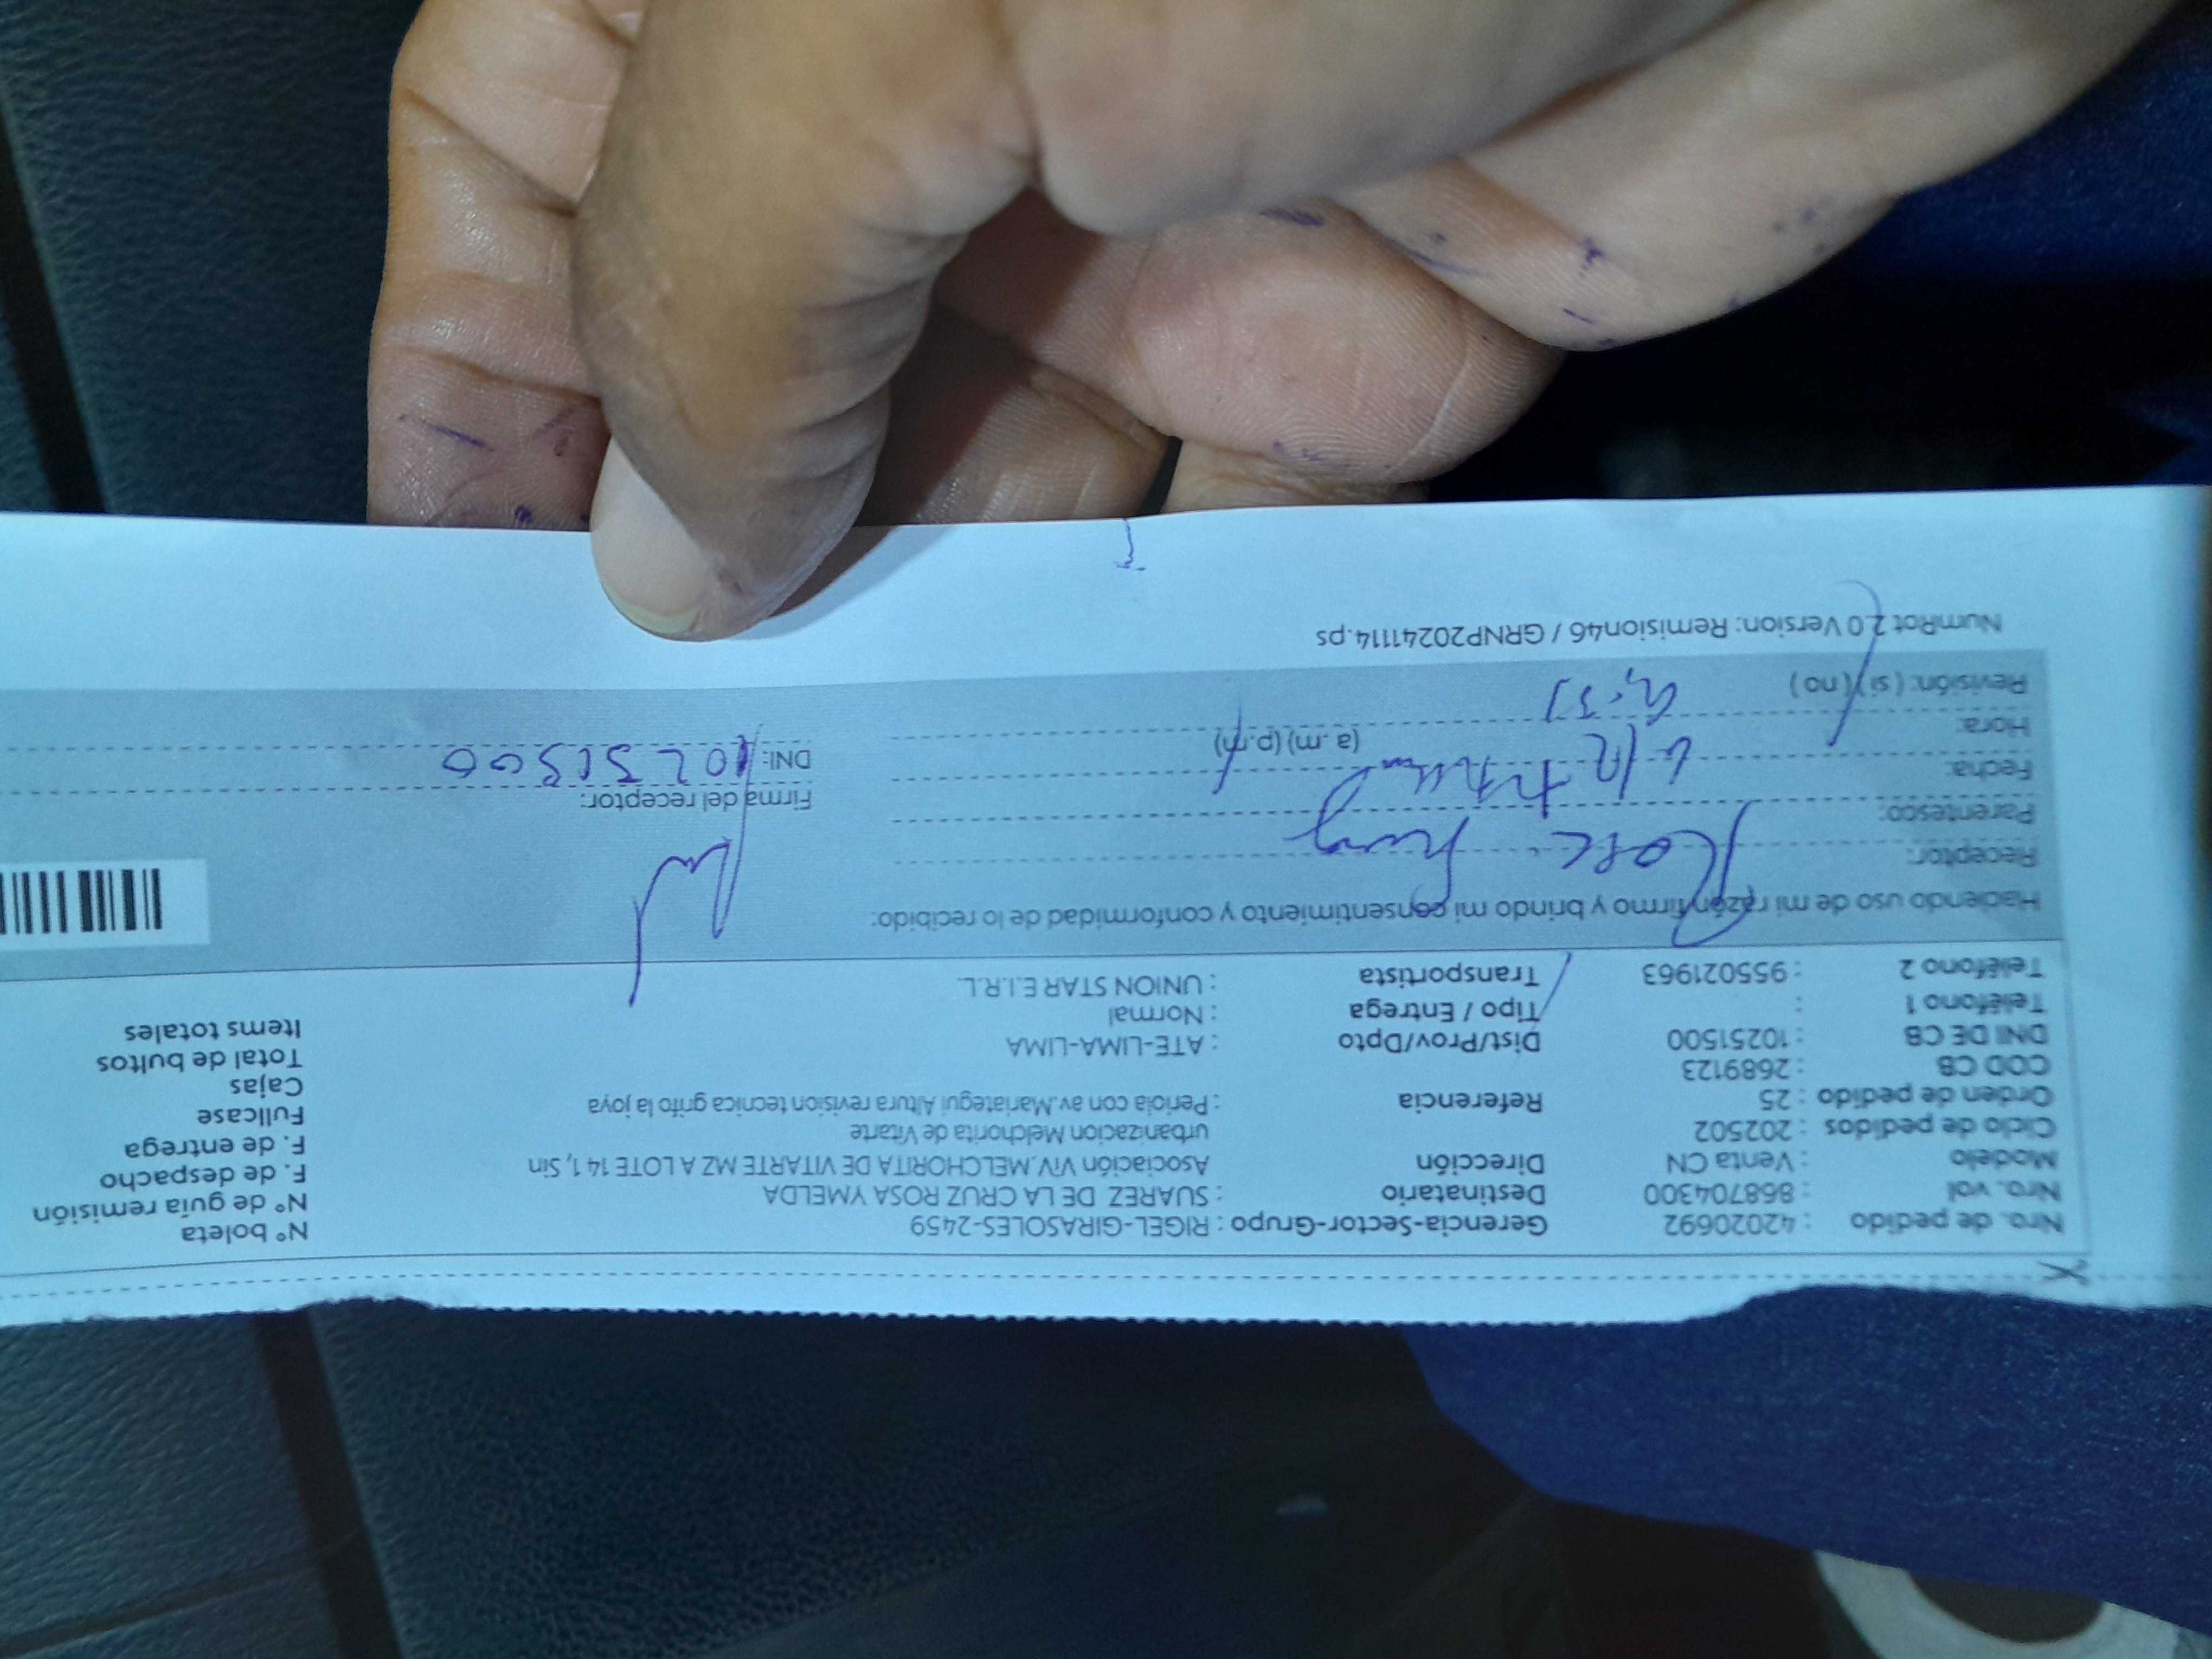 Nro. de pedido : 42020692 Gerencia-Sector-Grupo : RIGEL-GIRASOLES-2459 N° boleta
Nro. vol : 868704300 Destinatario : SUAREZ DE LA CRUZ ROSA YMELDA N° de guía remisión
Modelo : Venta CN Dirección : Asociación VIV.MELCHORITA DE VITARTE MZ A LOTE 14 1, Sin F. de despacho
Ciclo de pedidos : 202502 urbanizacion Melchorita de Vitarte F. de entrega
Orden de pedido : 25 Referencia : Periola con av.Mariategui Altura revision tecnica grifo la joya Fullcase
COD CB : 2689123 Cajas
DNI DE CB : 10251500 Dist/Prov/Dpto : ATE-LIMA-LIMA Total de bultos
Teléfono 1 : Tipo / Entrega : Normal Items totales
Teléfono 2 : 955021963 Transportista : UNION STAR E.I.R.L.
Haciendo uso de mi razón firmo y brindo mi consentimiento y conformidad de lo recibido:
Receptor: Rosa
Parentesco: Firma del receptor:
Fecha: DNI: 10251500
Hora: (a.m) (p.m)
Revisión: ( si ) ( no )
NumRot 2.0 Version: Remision46 / GRNP20241114.ps